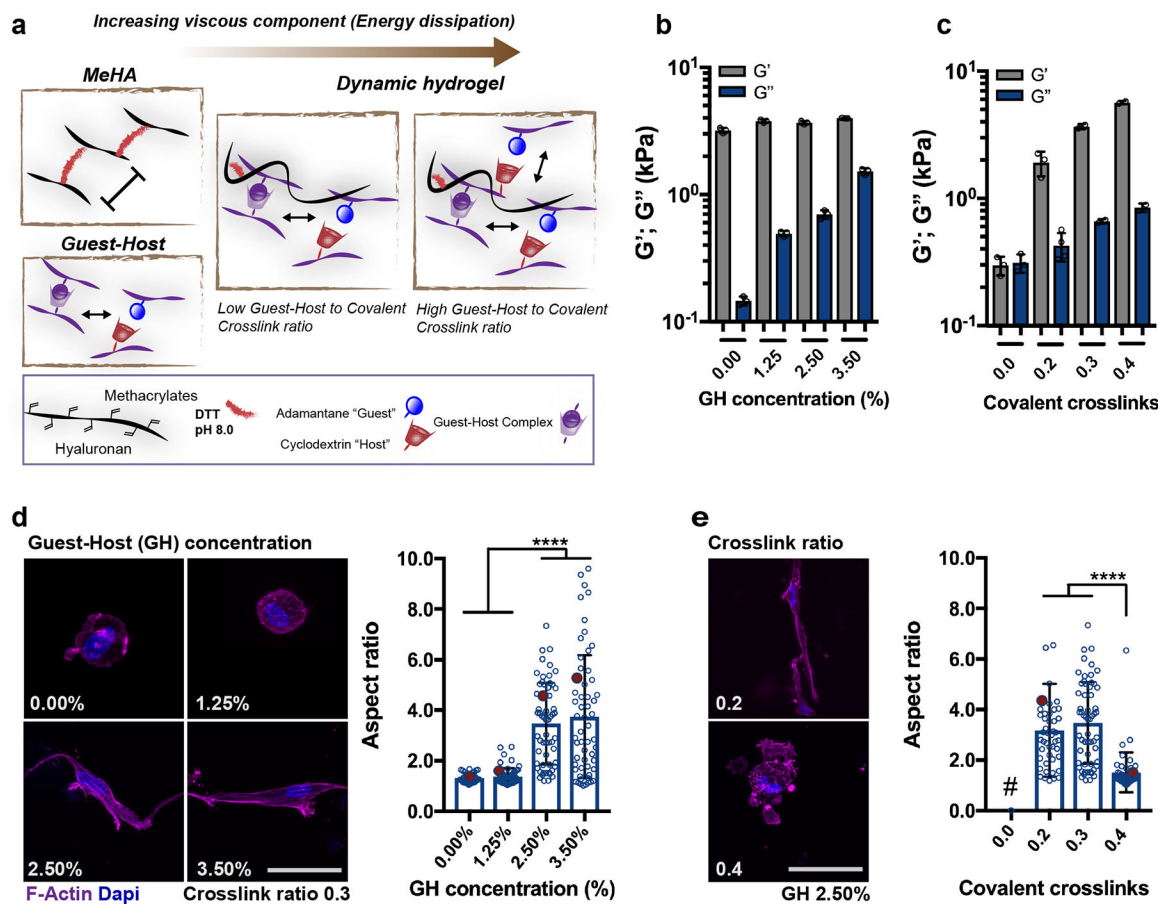 a
Increasing viscous component (Energy dissipation)
MeHA
Dynamic hydrogel
Guest-Host
Low Guest-Host to Covalent
Crosslink ratio
High Guest-Host to Covalent
Crosslink ratio
Methacrylates
Hyaluronan
DTT
pH 8.0
Adamantane “Guest”
Cyclodextrin “Host”
Guest-Host Complex
b
G'
G''
G'; G'' (kPa)
10¹
10⁰
10⁻¹
0.00
1.25
2.50
3.50
GH concentration (%)
c
G'
G''
G'; G'' (kPa)
10¹
10⁰
10⁻¹
0.0
0.2
0.3
0.4
Covalent crosslinks
d
Guest-Host (GH) concentration
0.00%
1.25%
2.50%
3.50%
F-Actin Dapi
Crosslink ratio 0.3
****
Aspect ratio
10.0
8.0
6.0
4.0
2.0
0.0
0.00%
1.25%
2.50%
3.50%
GH concentration (%)
e
Crosslink ratio
0.2
0.4
GH 2.50%
****
Aspect ratio
10.0
8.0
6.0
4.0
2.0
0.0
#
0.0
0.2
0.3
0.4
Covalent crosslinks